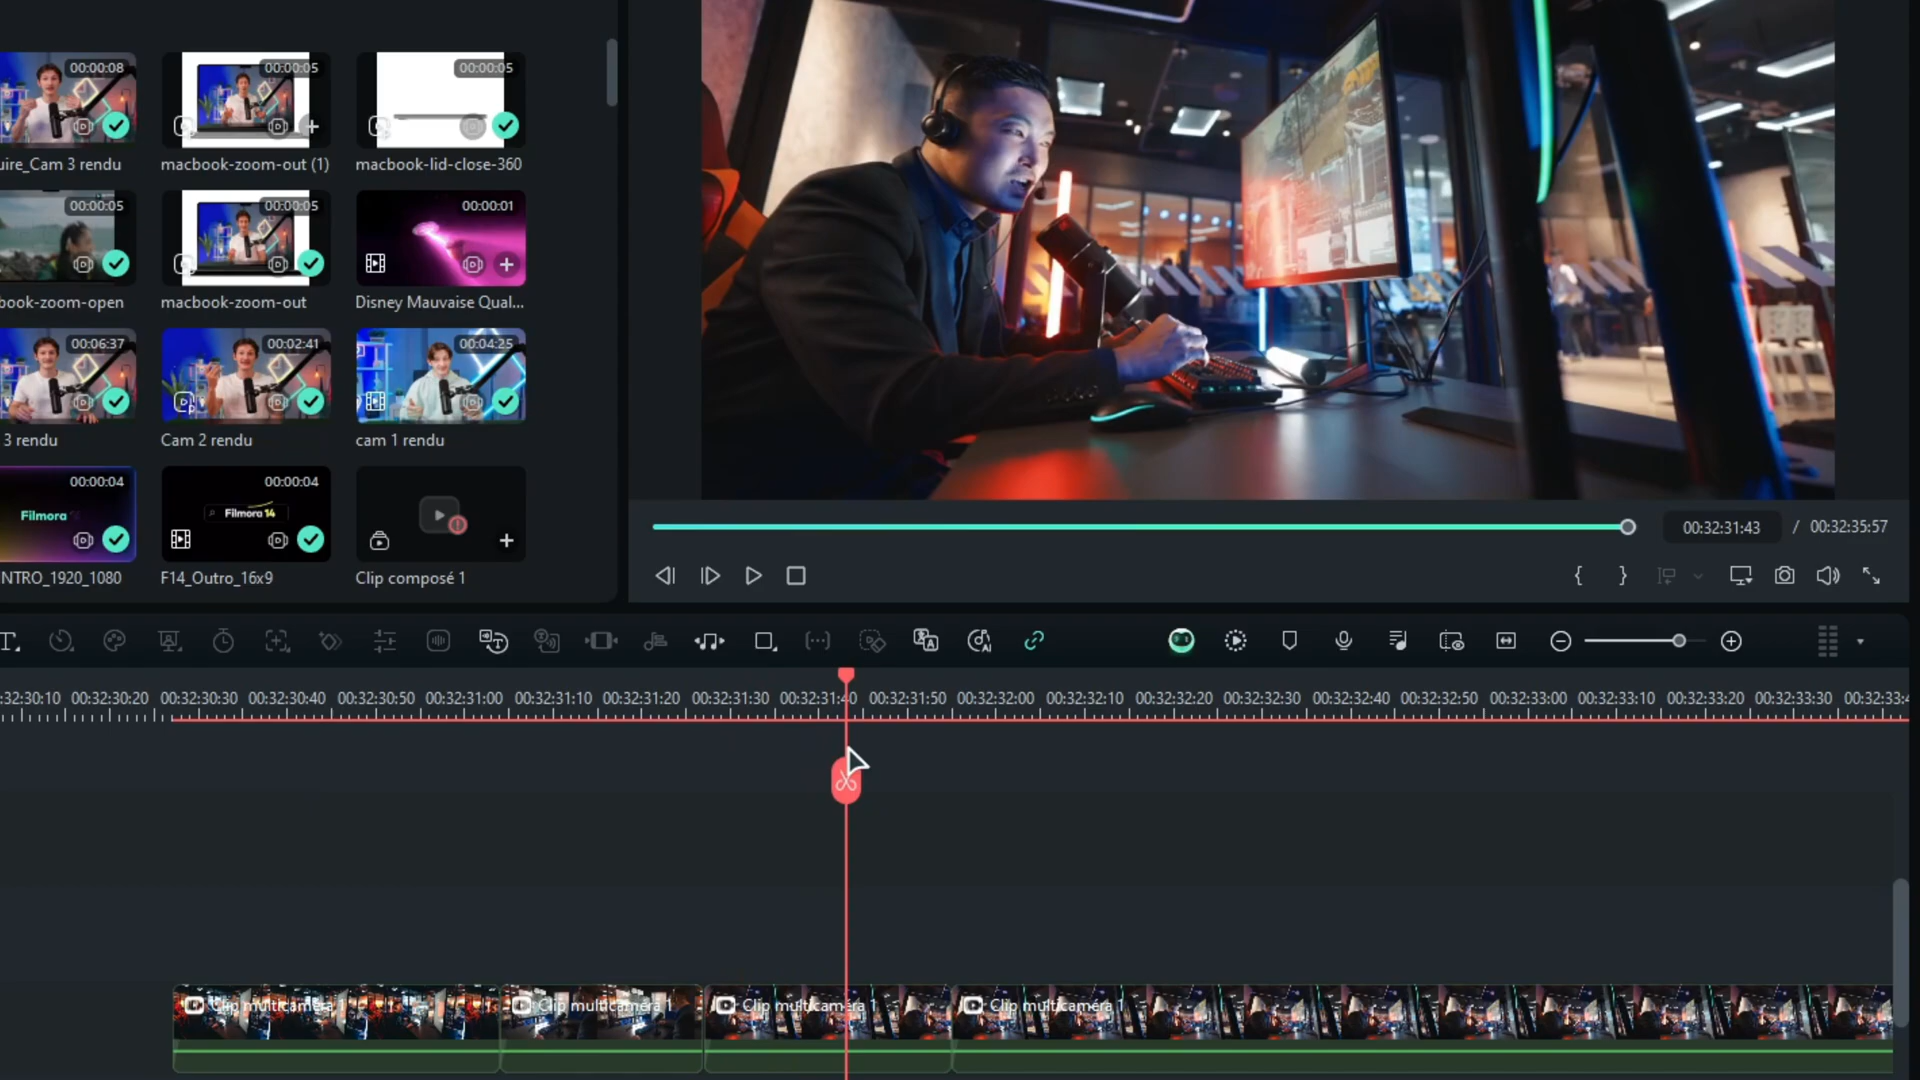 00:00:08
00:00:05
00:00:05
uire_Cam 3 rendu
macbook-zoom-out (1)
macbook-lid-close-360
00:00:05
00:00:05
00:00:01
book-zoom-open
macbook-zoom-out
Disney Mauvaise Qual...
00:06:37
00:02:41
00:04:25
3 rendu
Cam 2 rendu
cam 1 rendu
00:00:04
00:00:04
Filmora
Filmora 14
NTRO_1920_1080
F14_Outro_16x9
Clip composé 1
00:32:31:43 / 00:32:35:57
:32:30:10 00:32:30:20 00:32:30:30 00:32:30:40 00:32:30:50 00:32:31:00 00:32:31:10 00:32:31:20 00:32:31:30 00:32:31:40 00:32:31:50 00:32:32:00 00:32:32:10 00:32:32:20 00:32:32:30 00:32:32:40 00:32:32:50 00:32:33:00 00:32:33:10 00:32:33:20 00:32:33:30 00:32:33:4
Clip multicaméra 1
Clip multicaméra 1
Clip multicaméra 1
Clip multicaméra 1